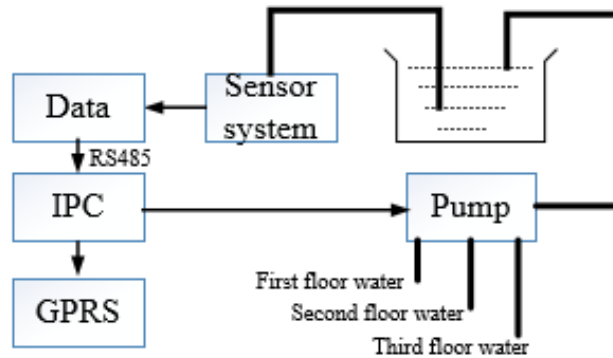 Data
Sensor
system
RS485
IPC
Pump
First floor water
Second floor water
GPRS
Third floor water